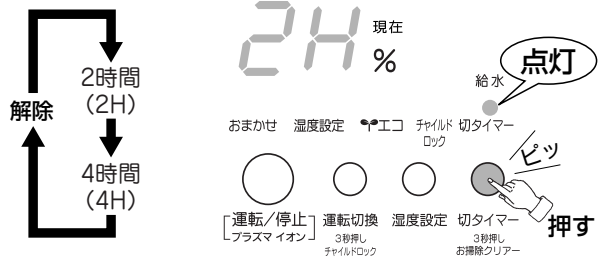 2時間
(2H)
解除
4時間
(4H)
2H 現在
%
点灯
給水
おまかせ 湿度設定 エコ チャイルドロック 切タイマー
ピッ
運転/停止 運転切換 湿度設定 切タイマー
プラズマ イオン 3秒押し 3秒押し
チャイルドロック お掃除クリアー
押す